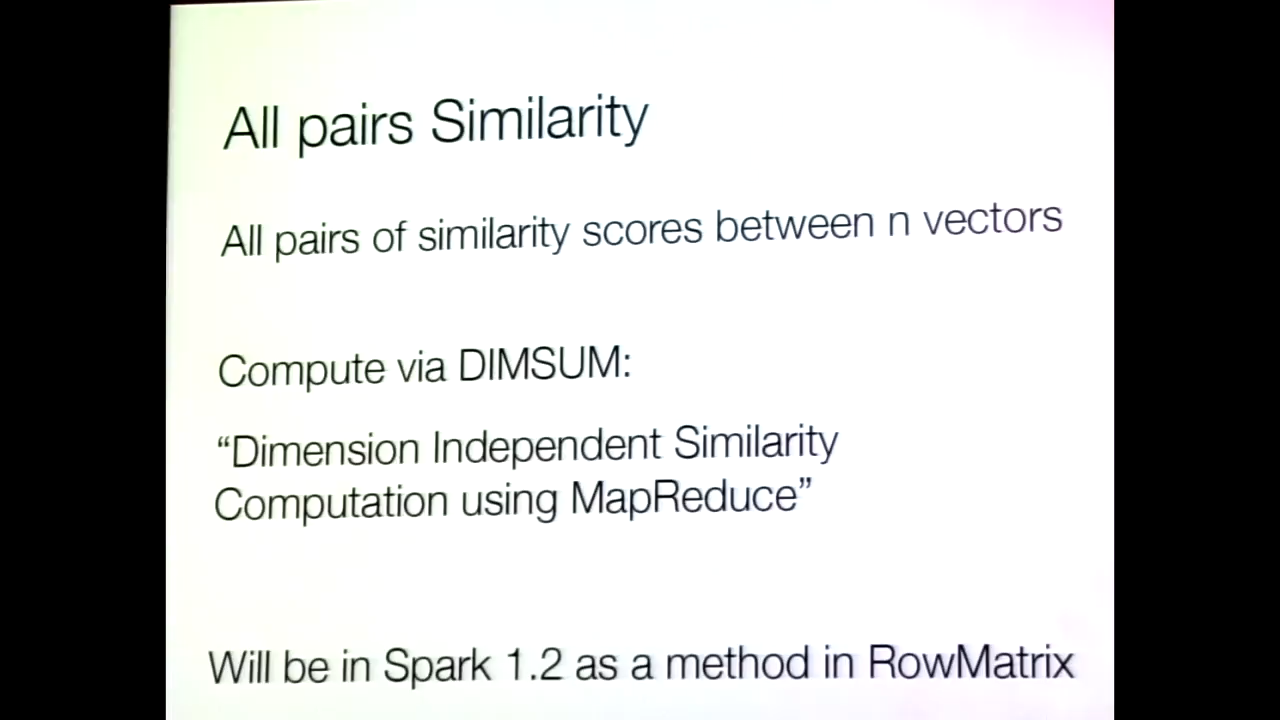 All pairs Similarity
All pairs of similarity scores between n vectors
Compute via DIMSUM:
“Dimension Independent Similarity
Computation using MapReduce”
Will be in Spark 1.2 as a method in RowMatrix